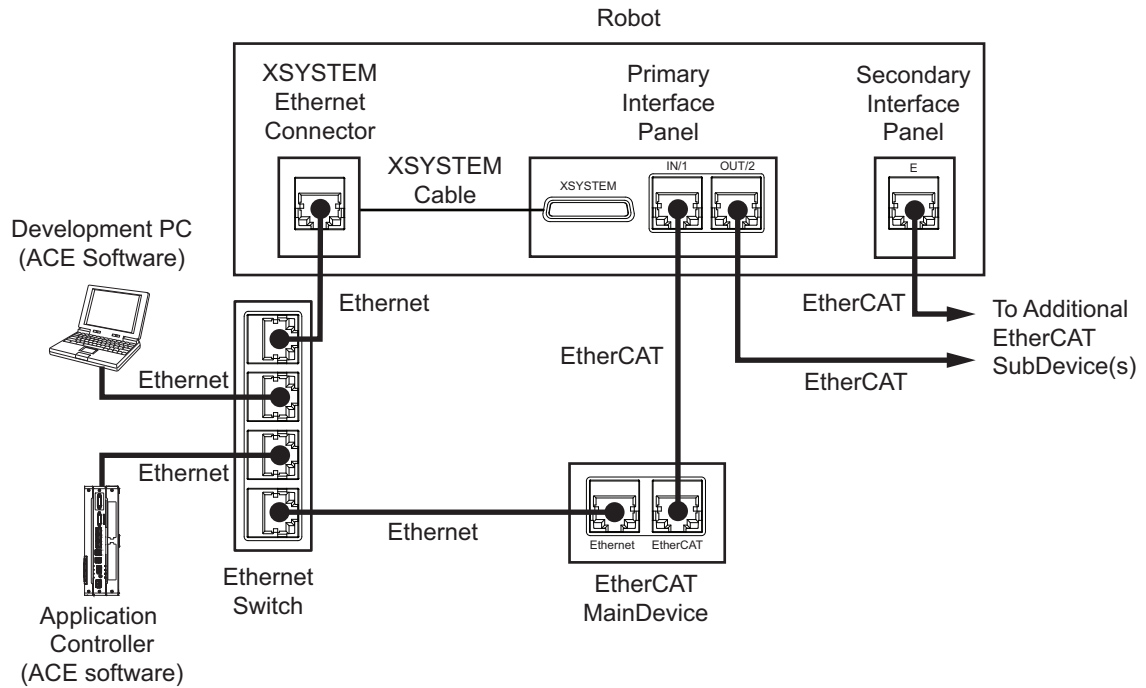 Robot
XSYSTEM
Ethernet
Connector
Primary
Interface
Panel
Secondary
Interface
Panel
XSYSTEM
Cable
XSYSTEM
IN/1
OUT/2
E
Development PC
(ACE Software)
Ethernet
EtherCAT
To Additional
EtherCAT
SubDevice(s)
EtherCAT
EtherCAT
Ethernet
Ethernet
Ethernet
Ethernet
EtherCAT
Ethernet
Switch
EtherCAT
MainDevice
Application
Controller
(ACE software)